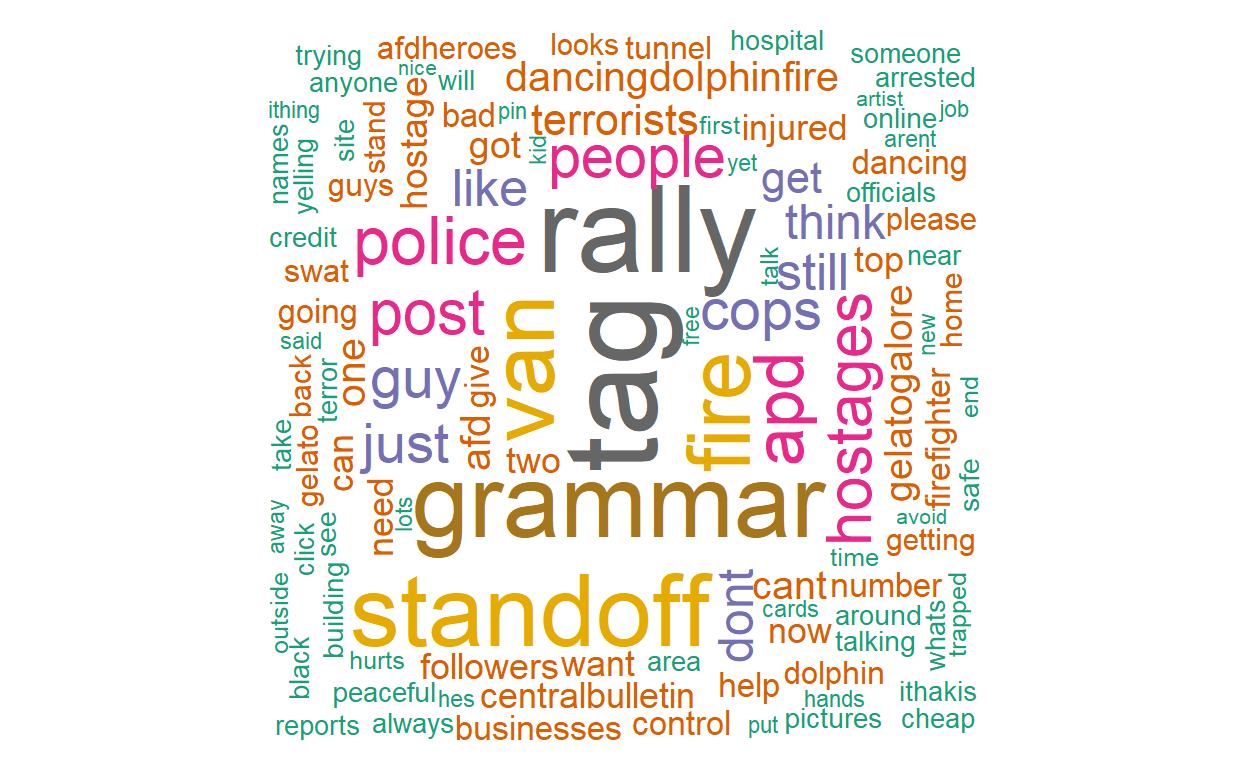 trying
afdheroes
looks
tunnel
hospital
someone
anyone
nice
will
dancingdolphinfire
arrested
ithing
names
yelling
site
stand
hostage
bad
pin
terrorists
first
injured
artist
online
job
arent
got
kid
people
yet
dancing
guys
like
get
officials
credit
police
rally
think
please
swat
talk
still
top
near
going
post
van
tag
free
cops
hostages
gelatogalore
new
home
said
back
terror
one
guy
give
fire
apd
firefighter
end
take
gelato
can
just
afd
two
safe
away
click
see
need
lots
grammar
avoid
getting
time
outside
building
standoff
dont
cant
number
cards
around
whats
trapped
black
now
talking
hurts
followers
want
area
peaceful
hes
centralbulletin
help
dolphin
hands
ithakis
reports
always
businesses
control
put
pictures
cheap